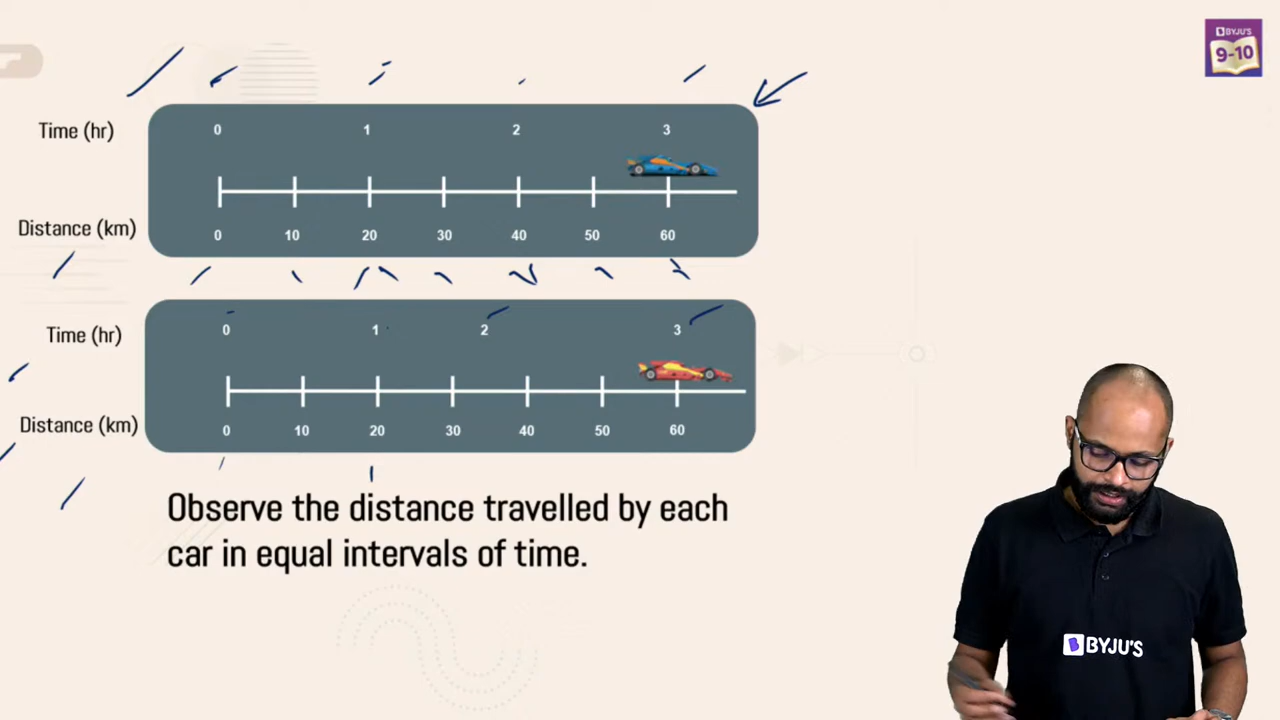 BYJU'S
9-10
Time (hr)
0 1 2 3
Distance (km)
0 10 20 30 40 50 60
Time (hr)
0 1 2 3
Distance (km)
0 10 20 30 40 50 60
Observe the distance travelled by each
car in equal intervals of time.
BYJU'S